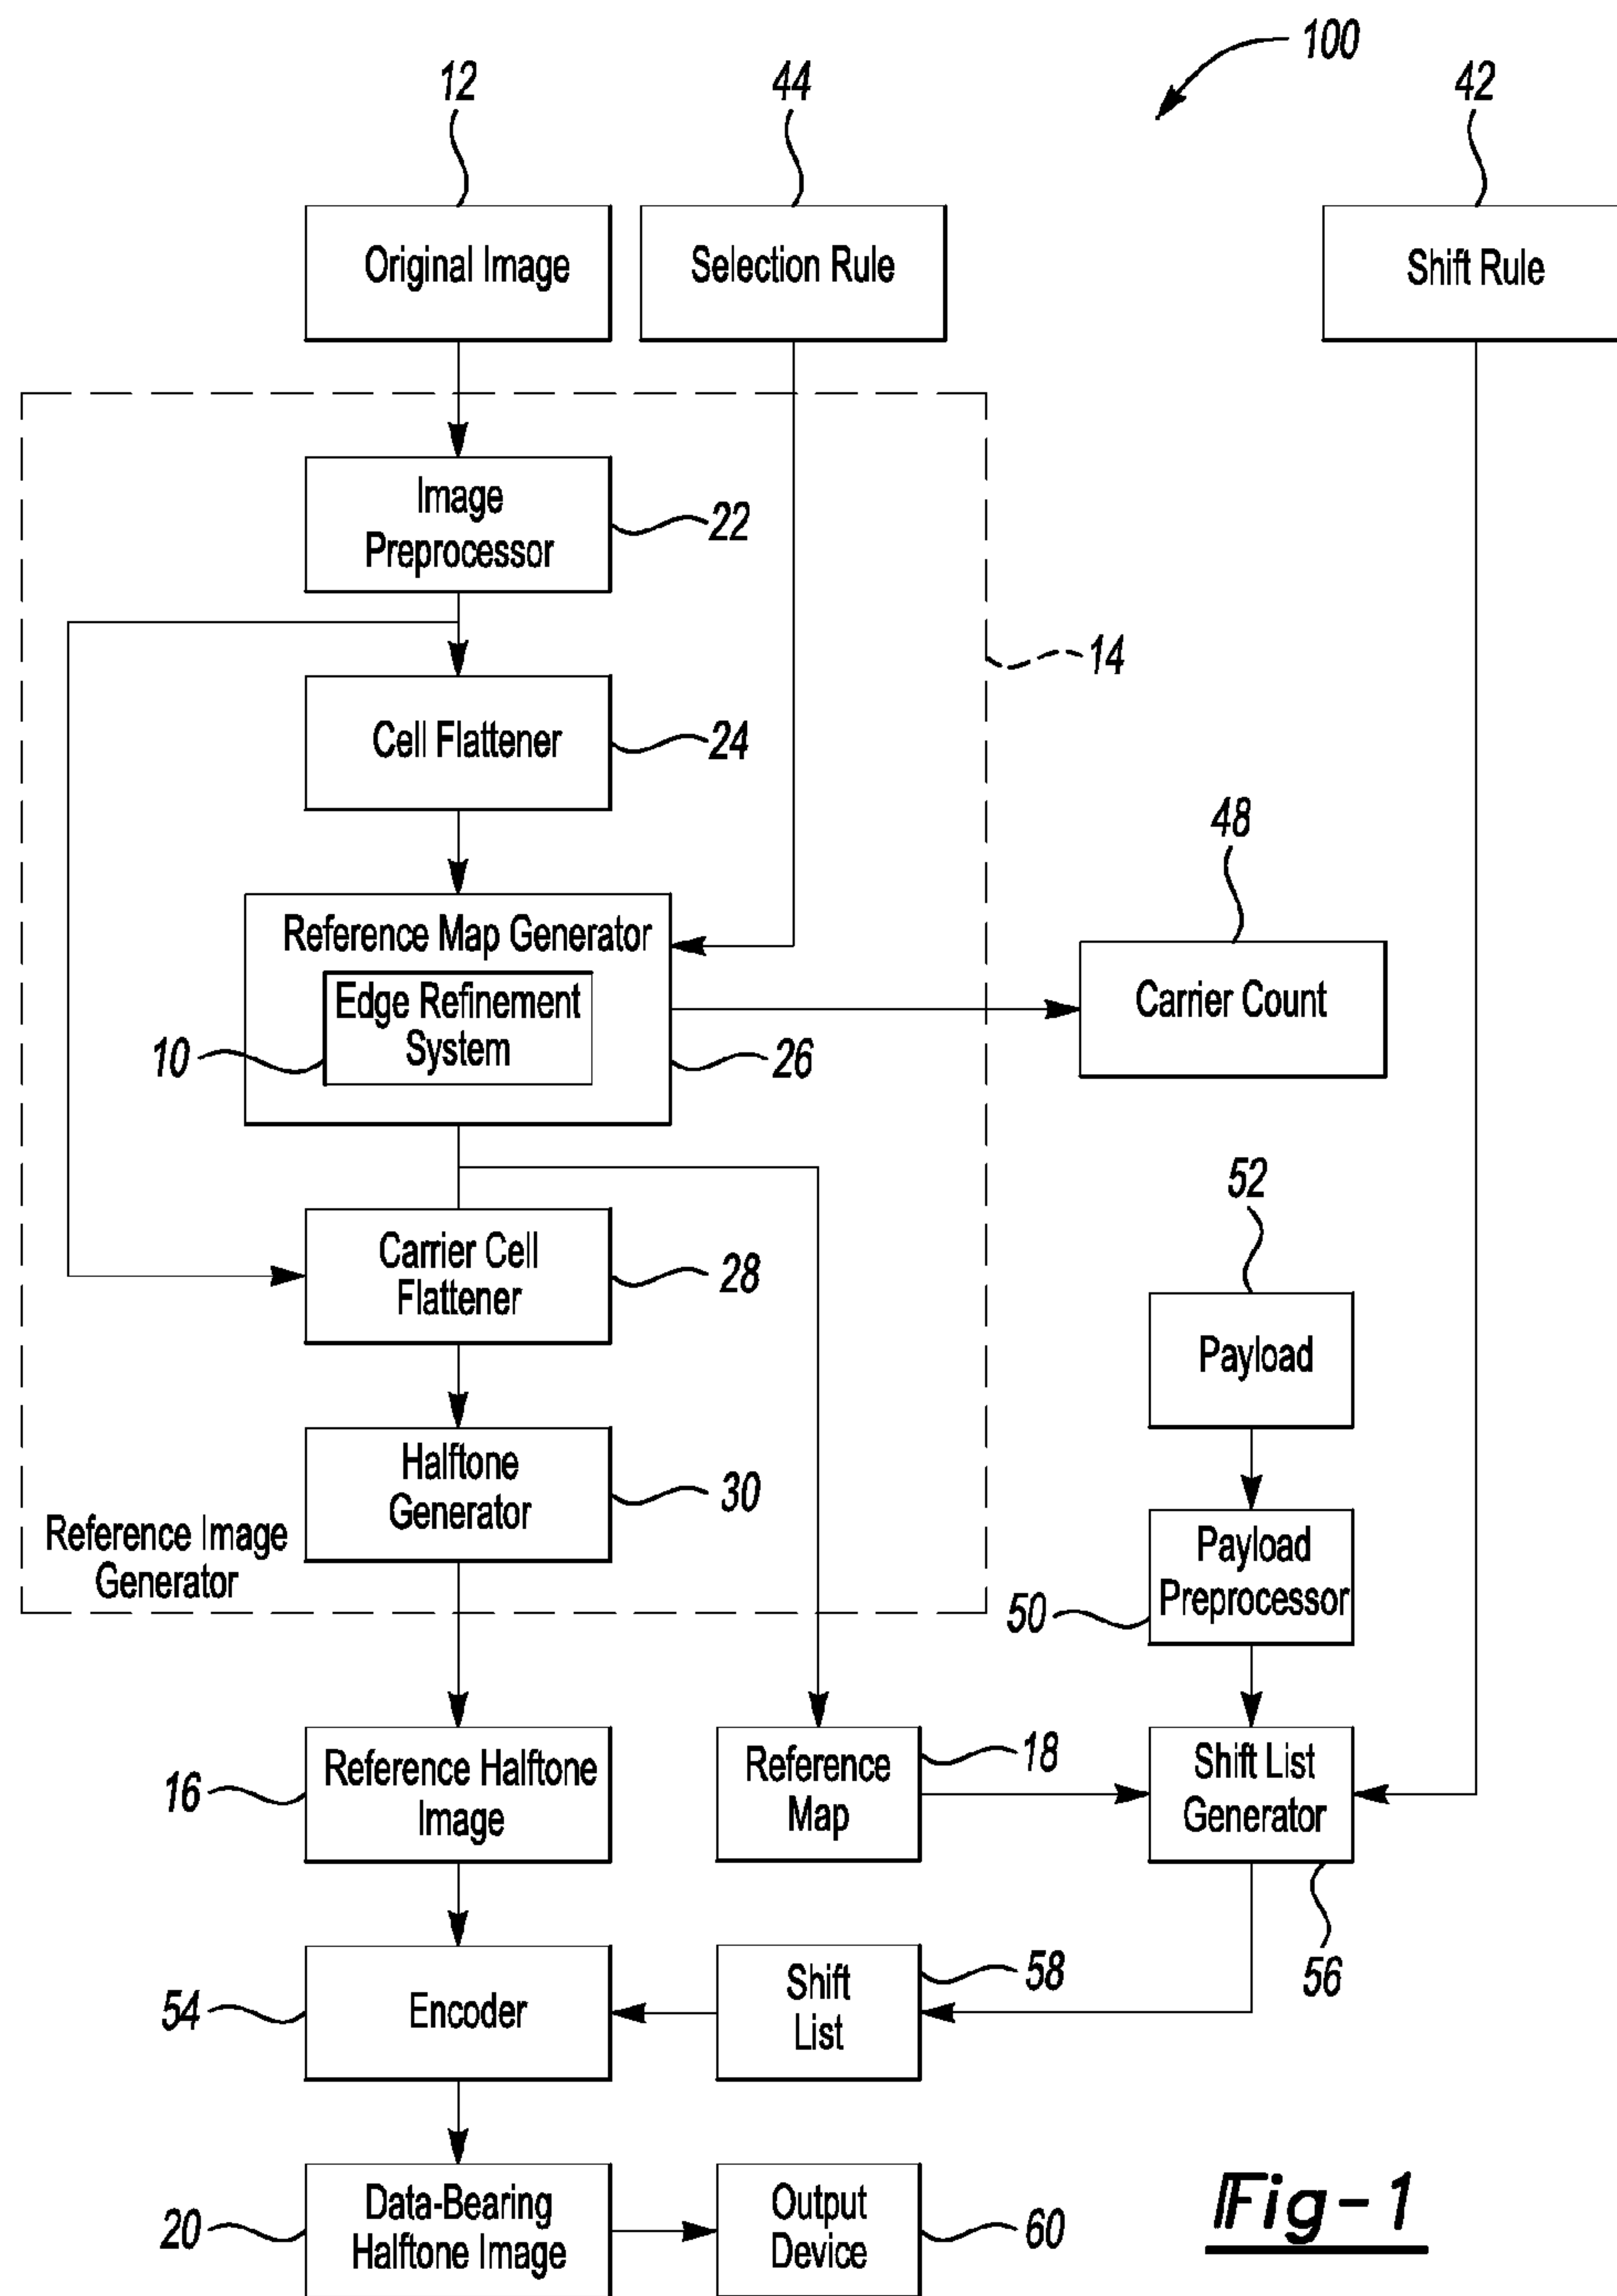 100
12
44
42
Original Image
Selection Rule
Shift Rule
Image
Preprocessor
22
14
Cell Flattener
24
48
Reference Map Generator
Edge Refinement
System
10
26
Carrier Count
52
Carrier Cell
Flattener
28
Payload
Halftone
Generator
30
Reference Image
Generator
Payload
Preprocessor
50
16
Reference Halftone
Image
Reference
Map
18
Shift List
Generator
56
54
Encoder
Shift
List
58
20
Data-Bearing
Halftone Image
Output
Device
60
Fig-1